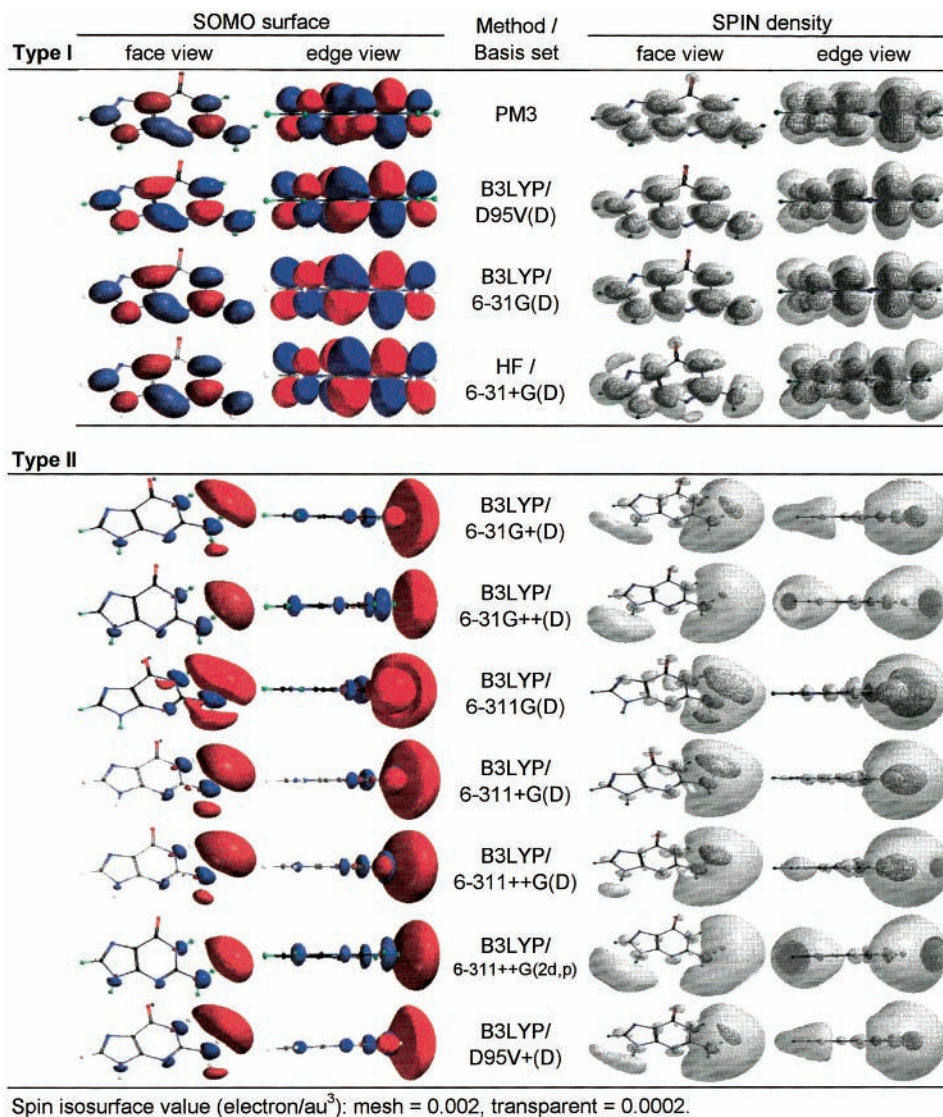 SOMO surface Method / SPIN density
Type I face view edge view Basis set face view edge view
PM3
B3LYP/
D95V(D)
B3LYP/
6-31G(D)
HF /
6-31+G(D)
Type II
B3LYP/
6-31G+(D)
B3LYP/
6-31G++(D)
B3LYP/
6-311G(D)
B3LYP/
6-311+G(D)
B3LYP/
6-311++G(D)
B3LYP/
6-311++G(2d,p)
B3LYP/
D95V+(D)
Spin isosurface value (electron/au³): mesh = 0.002, transparent = 0.0002.